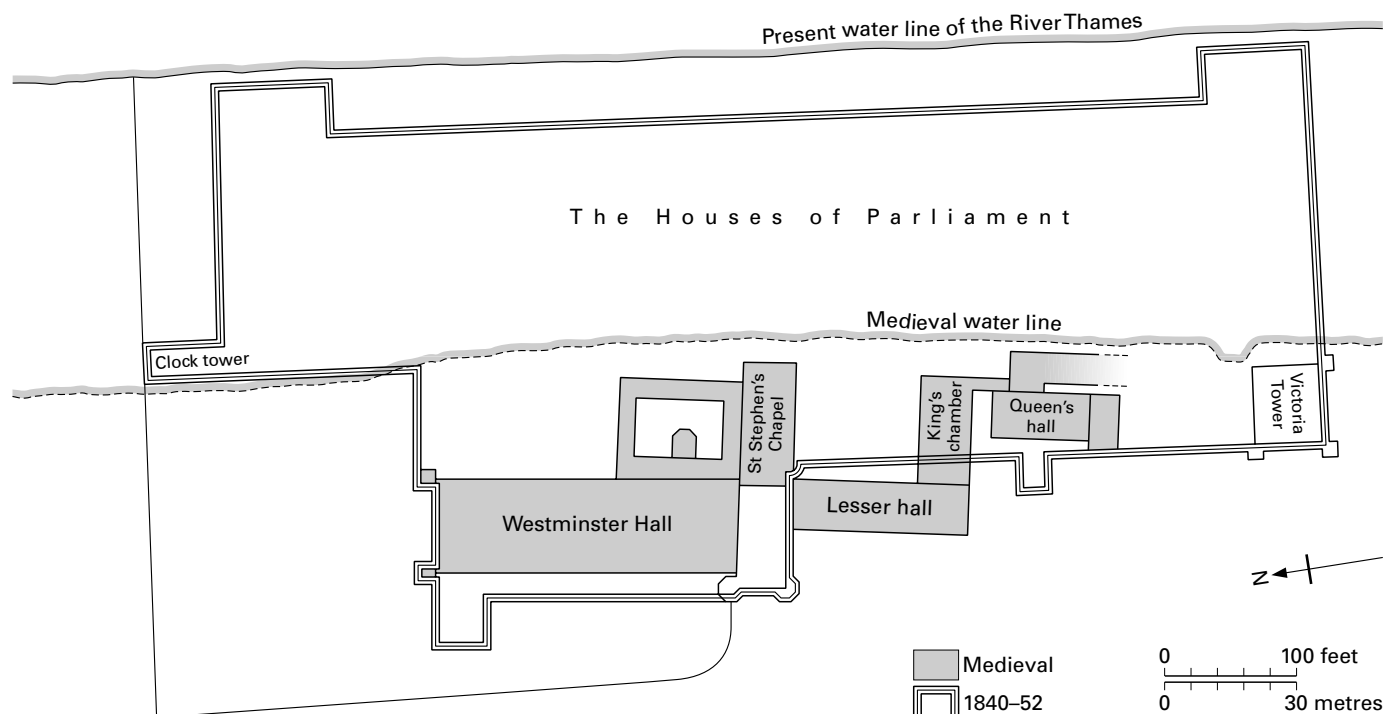 Present water line of the River Thames
The Houses of Parliament
Medieval water line
Clock tower
St Stephen's
Chapel
King's
chamber
Queen's
hall
Victoria
Tower
Westminster Hall
Lesser hall
N
Medieval
1840–52
0 100 feet
0 30 metres